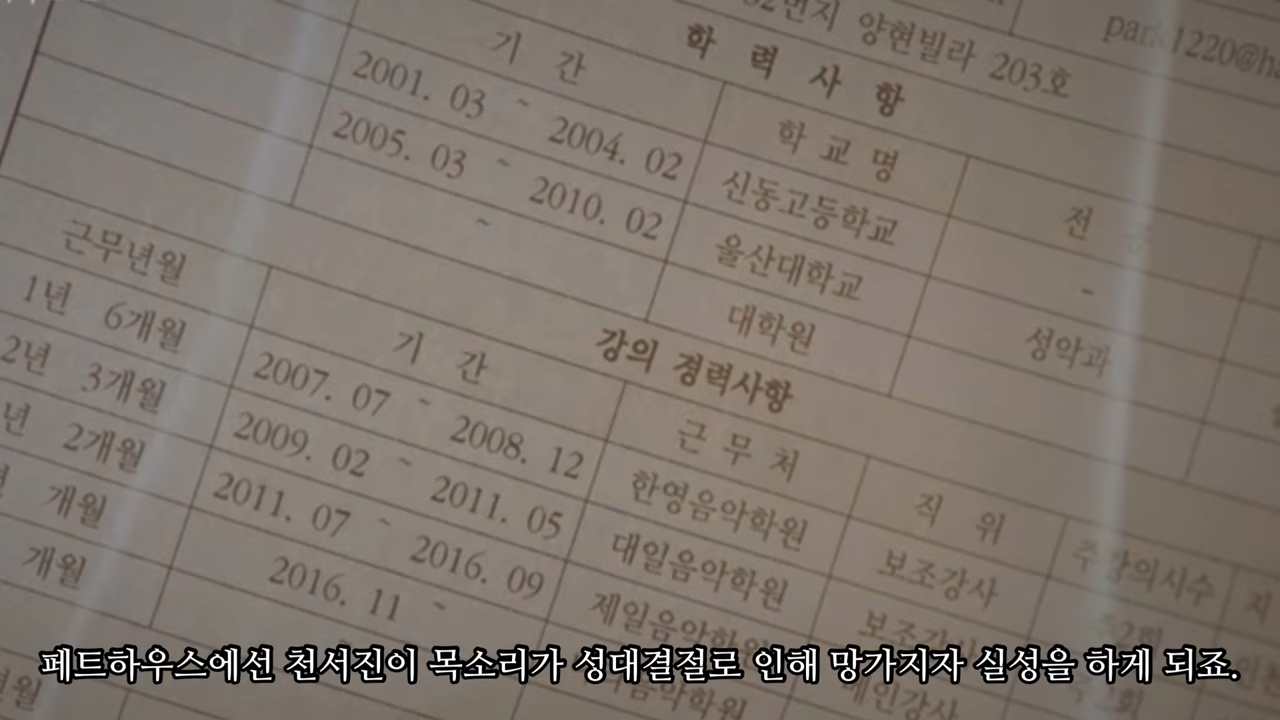 양현빌라 203호
학 력 사 항
기 간 학 교 명 전
2001. 03 ~ 2004. 02 신동고등학교 -
2005. 03 ~ 2010. 02 울산대학교 성악과
~ 대학원
강의 경력사항
근무년월 기 간 근 무 처 직 위 주강의시수 지
1년 6개월 2007. 07 ~ 2008. 12 한영음악학원 보조강사
2년 3개월 2009. 02 ~ 2011. 05 대일음악학원
년 2개월 2011. 07 ~ 2016. 09 제일음악학원
개월 2016. 11 ~
개월
페트하우스에선 천서진이 목소리가 성대결절로 인해 망가지자 실성을 하게 되죠.